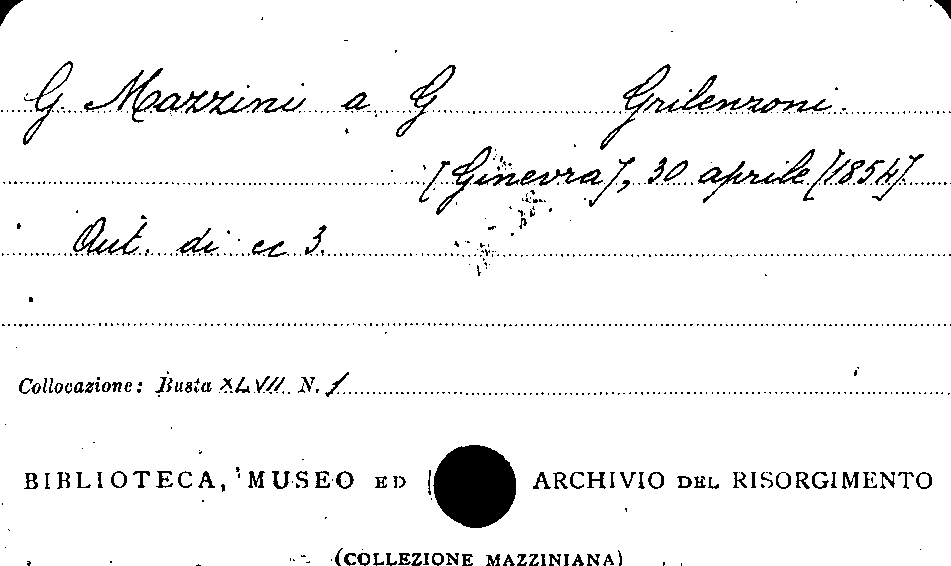 G. Mazzini a G Grilenzoni.
[Ginevra], 30 aprile [1854]
Aut. di cc 3.
Collocazione: Busta XLVII N. 1
BIBLIOTECA, MUSEO ED ARCHIVIO DEL RISORGIMENTO
(COLLEZIONE MAZZINIANA)